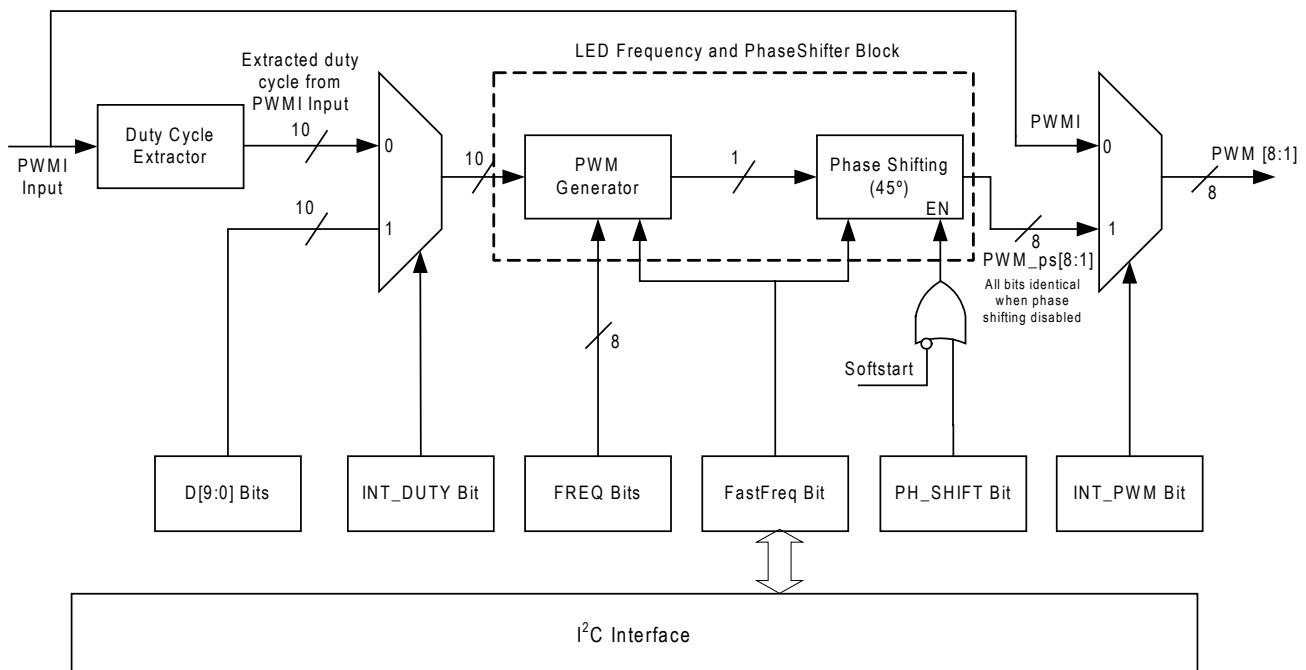 LED Frequency and PhaseShifter Block
Extracted duty
cycle from
PWMI Input
10
Duty Cycle
Extractor
PWMI
Input
0
10
1
10
PWM
Generator
1
Phase Shifting
(45º)
EN
8
PWM_ps[8:1]
All bits identical
when phase
shifting disabled
PWMI
0
1
PWM [8:1]
8
8
Softstart
D[9:0] Bits
INT_DUTY Bit
FREQ Bits
FastFreq Bit
PH_SHIFT Bit
INT_PWM Bit
I²C Interface